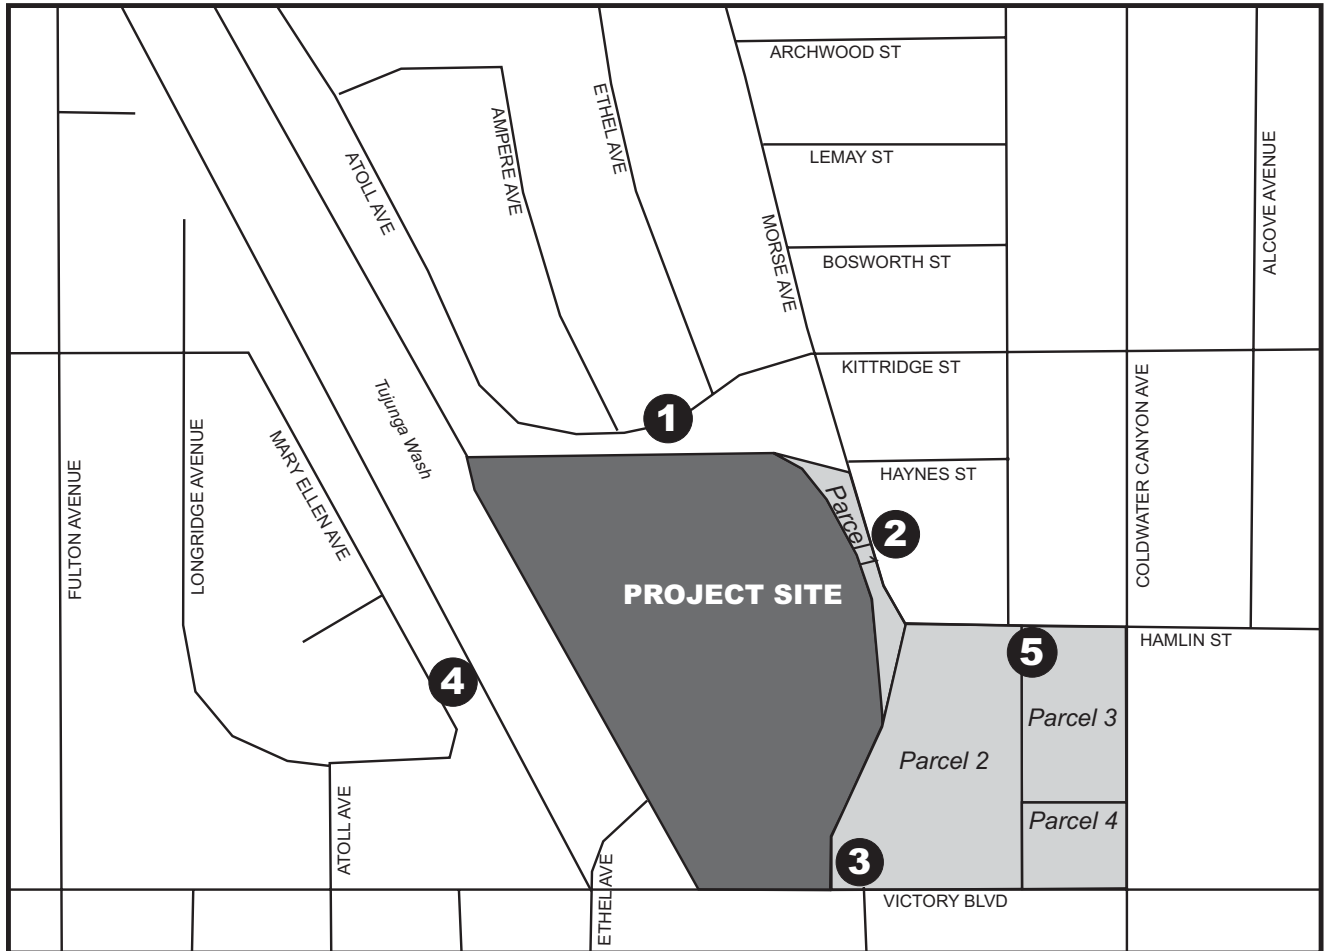 ARCHWOOD ST
ETHEL AVE
AMPERE AVE
LEMAY ST
ATOLL AVE
ALCOVE AVENUE
MORSE AVE
BOSWORTH ST
KITTRIDGE ST
Tujunga Wash
COLDWATER CANYON AVE
1
LONGRIDGE AVENUE
MARY ELLEN AVE
FULTON AVENUE
HAYNES ST
Parcel 1
2
PROJECT SITE
HAMLIN ST
5
4
Parcel 3
Parcel 2
Parcel 4
ATOLL AVE
3
ETHEL AVE
VICTORY BLVD